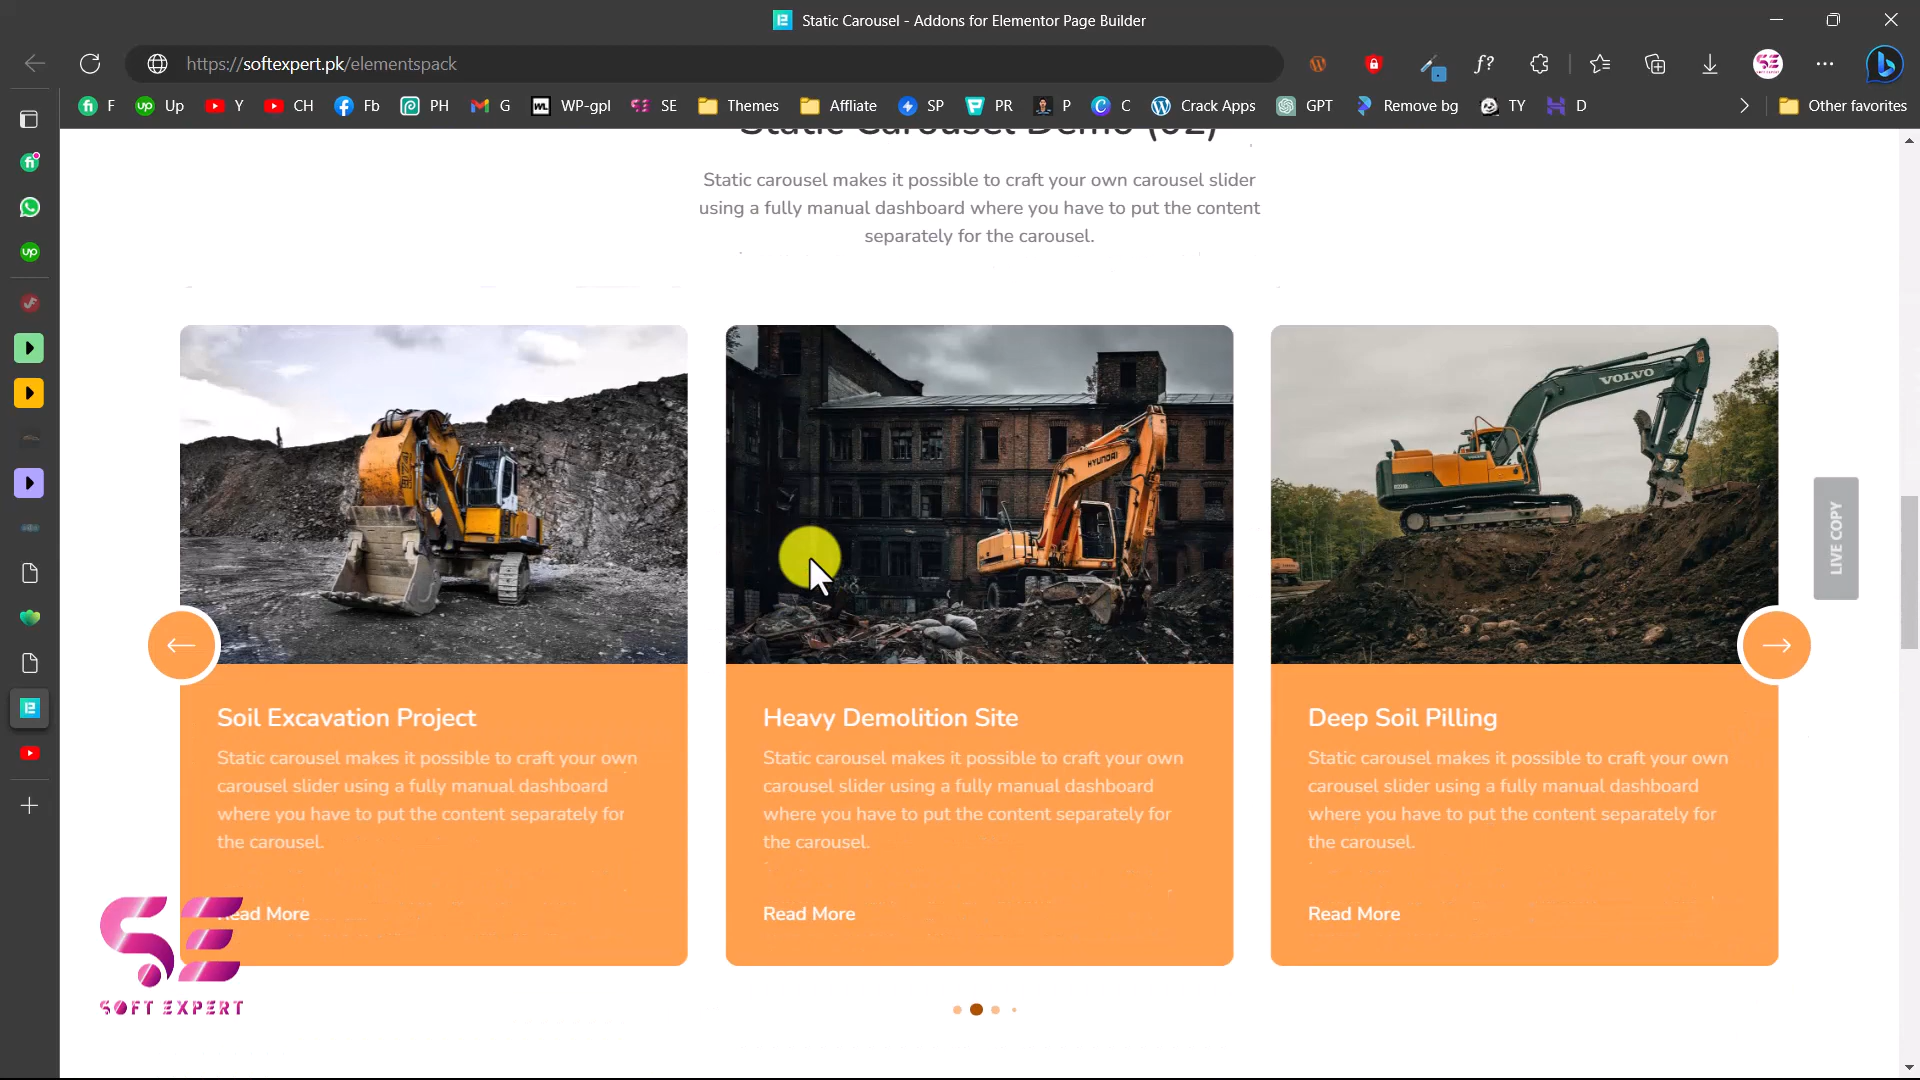 Static Carousel - Addons for Elementor Page Builder
https://softexpert.pk/elementspack
F Up Y CH Fb PH G WP-gpl SE Themes Affliate SP PR P C Crack Apps GPT Remove bg TY D Other favorites
Static Carousel Demo (02)
Static carousel makes it possible to craft your own carousel slider
using a fully manual dashboard where you have to put the content
separately for the carousel.
VOLVO
HYUNDAI
LIVE COPY
Soil Excavation Project
Static carousel makes it possible to craft your own
carousel slider using a fully manual dashboard
where you have to put the content separately for
the carousel.
Read More
Heavy Demolition Site
Static carousel makes it possible to craft your own
carousel slider using a fully manual dashboard
where you have to put the content separately for
the carousel.
Read More
Deep Soil Pilling
Static carousel makes it possible to craft your own
carousel slider using a fully manual dashboard
where you have to put the content separately for
the carousel.
Read More
SE
SOFT EXPERT